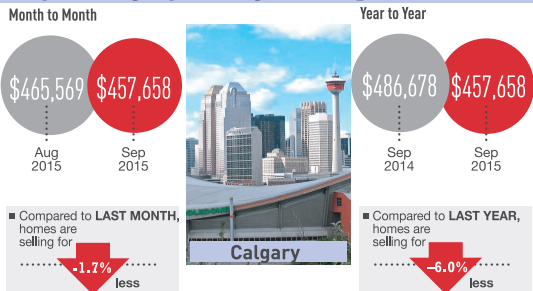 Month to Month
$465,569
$457,658
Aug
2015
Sep
2015
■ Compared to LAST MONTH,
homes are
selling for
-1.7%
less
Calgary
Year to Year
$486,678
$457,658
Sep
2014
Sep
2015
■ Compared to LAST YEAR,
homes are
selling for
–6.0%
less